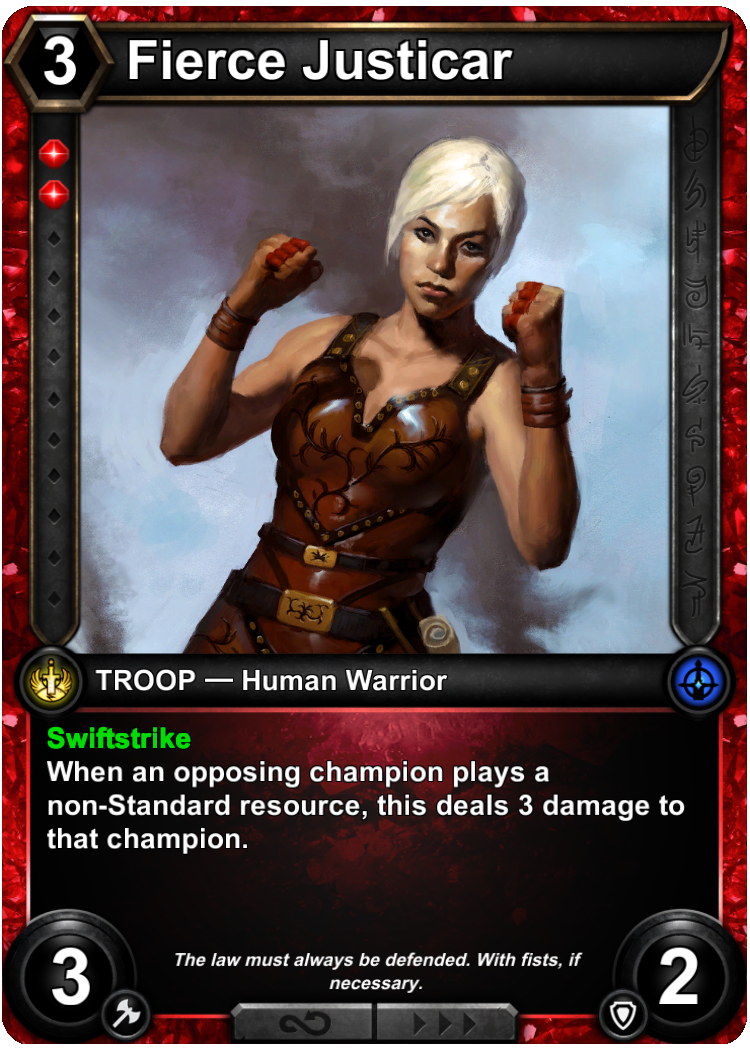 3
Fierce Justicar
TROOP — Human Warrior
Swiftstrike
When an opposing champion plays a
non-Standard resource, this deals 3 damage to
that champion.
The law must always be defended. With fists, if
necessary.
3
2